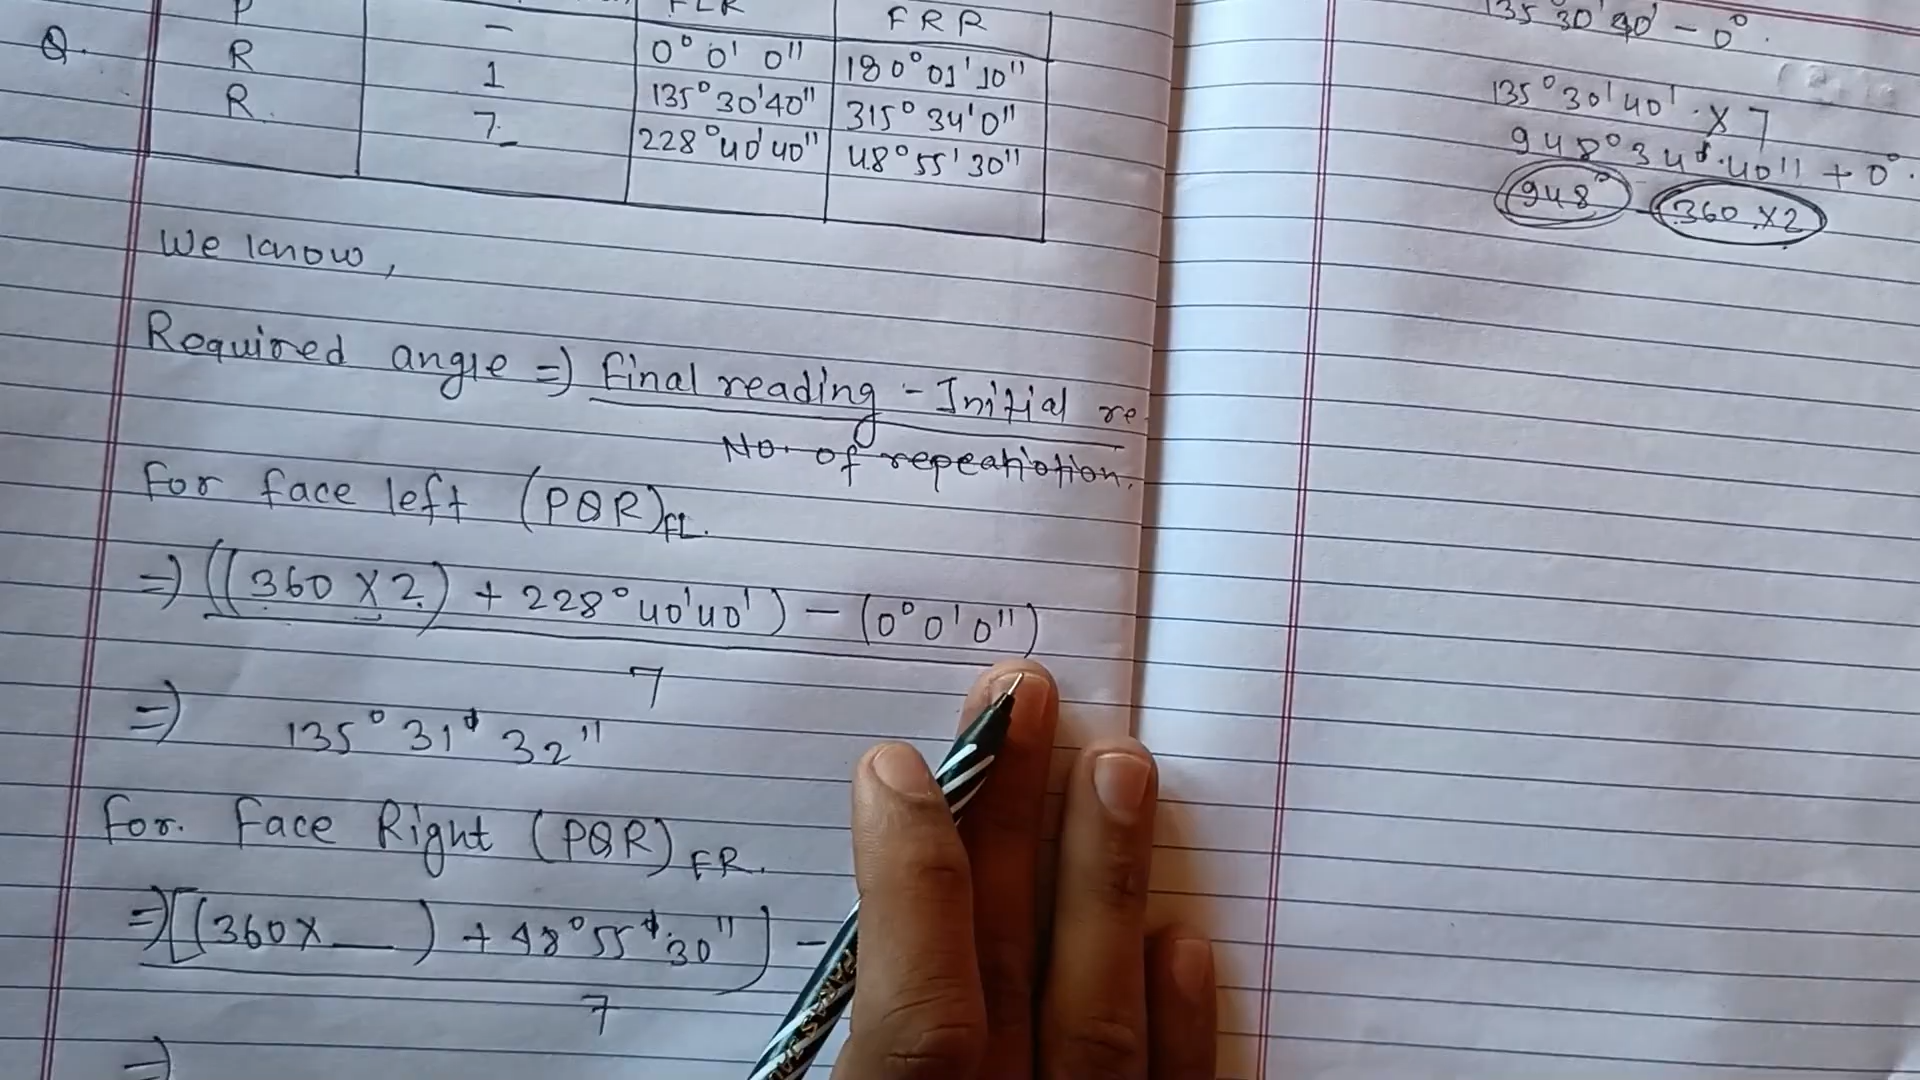 P - FLR FRR
Q. R 1 0° 0' 0" 180° 01' 10"
R. 7 135° 30' 40" 315° 34' 0"
228° 40' 40" 48° 55' 30"
We know,
Required angle => Final reading - Initial re
No. of repeatiotion.
For face left (PQR)FL.
=> ((360 X 2) + 228° 40' 40') - (0° 0' 0")
7
=> 135° 31' 32"
For. Face Right (PQR) FR.
=> [(360 X __ ) + 48° 55' 30"] -
7
=>
135° 30' 40' - 0°.
135° 30' 40' X 7
948° 34' 40" + 0°.
948° - 360 X 2